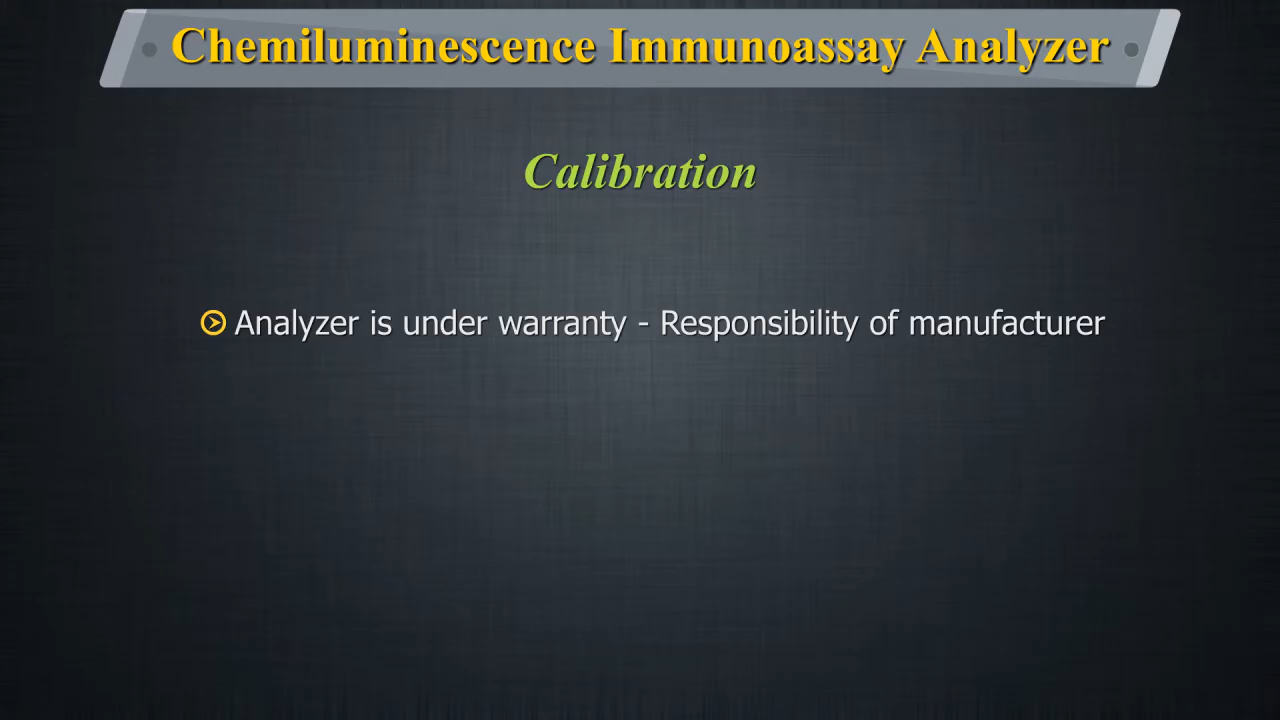 Chemiluminescence Immunoassay Analyzer
Calibration
Analyzer is under warranty - Responsibility of manufacturer